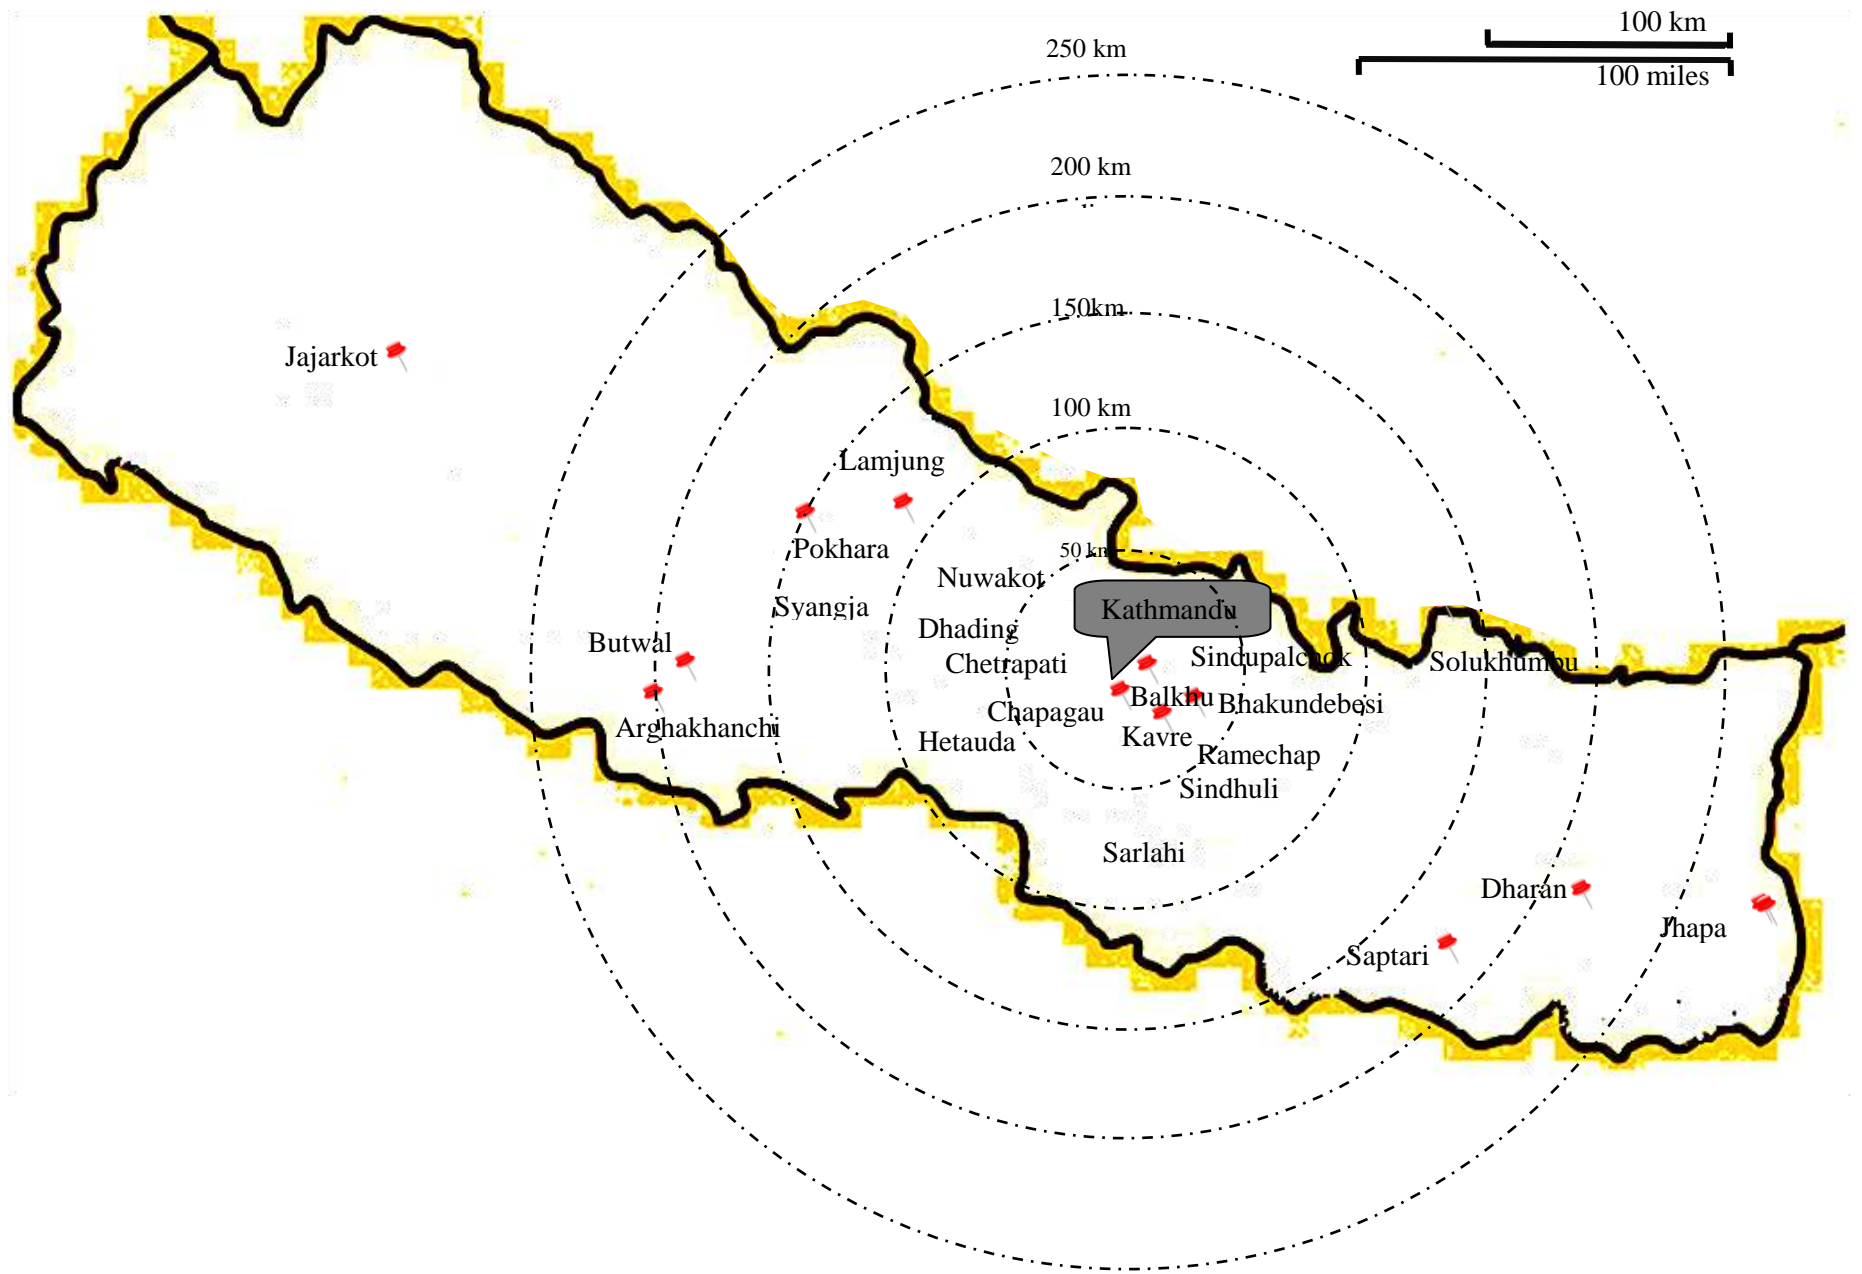 100 km
250 km
100 miles
200 km
150km
Jajarkot
100 km
Lamjung
Pokhara
50 km
Nuwakot
Syangja
Kathmandu
Dhading
Butwal
Chetrapati
Sindupalchok
Solukhumbu
Balkhu
Bhakundebesi
Chapagau
Arghakhanchi
Hetauda
Kavre
Ramechap
Sindhuli
Sarlahi
Dharan
Jhapa
Saptari